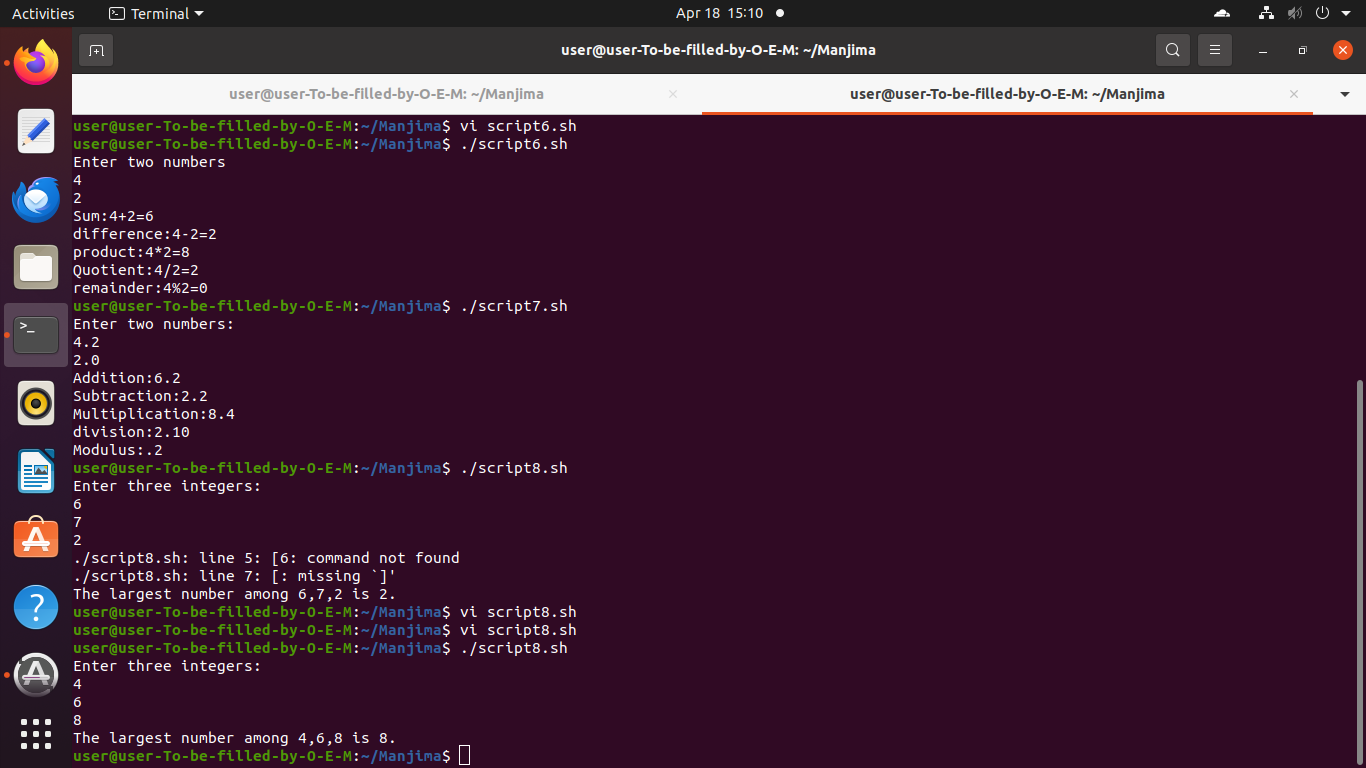 Activities Terminal Apr 18 15:10
user@user-To-be-filled-by-O-E-M: ~/Manjima
user@user-To-be-filled-by-O-E-M: ~/Manjima user@user-To-be-filled-by-O-E-M: ~/Manjima
user@user-To-be-filled-by-O-E-M:~/Manjima$ vi script6.sh
user@user-To-be-filled-by-O-E-M:~/Manjima$ ./script6.sh
Enter two numbers
4
2
Sum:4+2=6
difference:4-2=2
product:4*2=8
Quotient:4/2=2
remainder:4%2=0
user@user-To-be-filled-by-O-E-M:~/Manjima$ ./script7.sh
Enter two numbers:
4.2
2.0
Addition:6.2
Subtraction:2.2
Multiplication:8.4
division:2.10
Modulus:.2
user@user-To-be-filled-by-O-E-M:~/Manjima$ ./script8.sh
Enter three integers:
6
7
2
./script8.sh: line 5: [6: command not found
./script8.sh: line 7: [: missing `]'
The largest number among 6,7,2 is 2.
user@user-To-be-filled-by-O-E-M:~/Manjima$ vi script8.sh
user@user-To-be-filled-by-O-E-M:~/Manjima$ vi script8.sh
user@user-To-be-filled-by-O-E-M:~/Manjima$ ./script8.sh
Enter three integers:
4
6
8
The largest number among 4,6,8 is 8.
user@user-To-be-filled-by-O-E-M:~/Manjima$